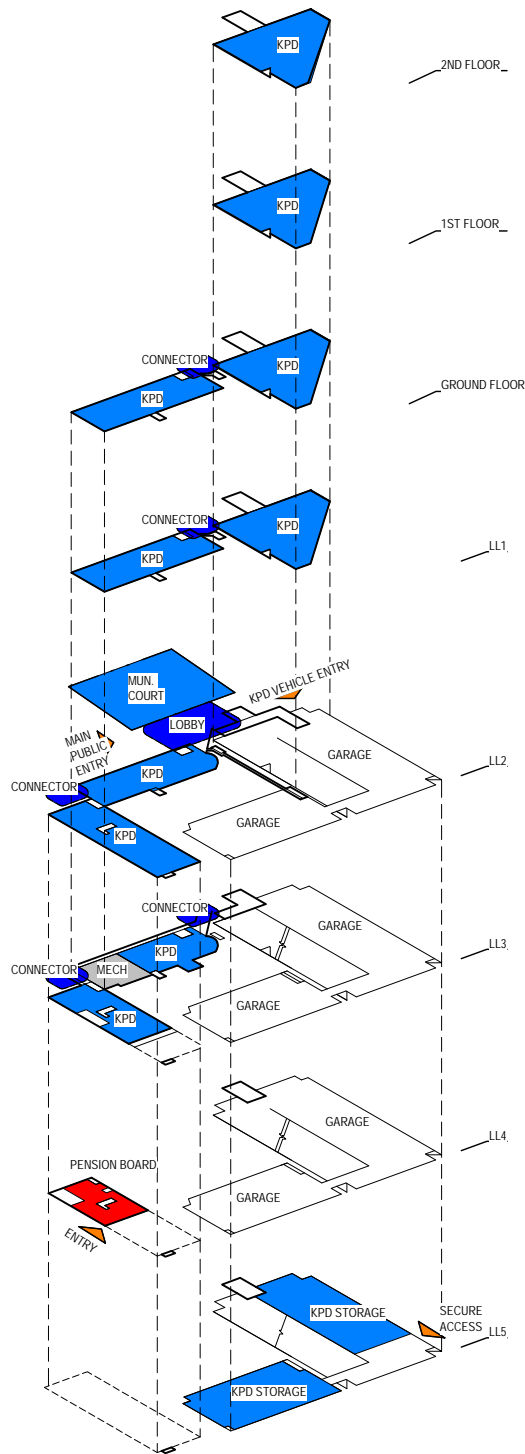 KPD
2ND FLOOR
KPD
1ST FLOOR
CONNECTOR
KPD
GROUND FLOOR
KPD
CONNECTOR
KPD
LL1
KPD
MUN.
COURT
KPD VEHICLE ENTRY
LOBBY
MAIN
PUBLIC
ENTRY
GARAGE
LL2
KPD
CONNECTOR
GARAGE
KPD
CONNECTOR
GARAGE
LL3
KPD
CONNECTOR
MECH
GARAGE
KPD
GARAGE
LL4
PENSION BOARD
GARAGE
ENTRY
KPD STORAGE
SECURE
ACCESS
LL5
KPD STORAGE